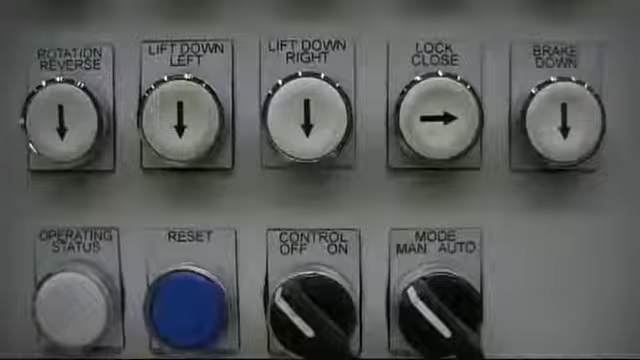 ROTATION
REVERSE
LIFT DOWN
LEFT
LIFT DOWN
RIGHT
LOCK
CLOSE
BRAKE
DOWN
OPERATING
STATUS
RESET
CONTROL
OFF ON
MODE
MAN AUTO